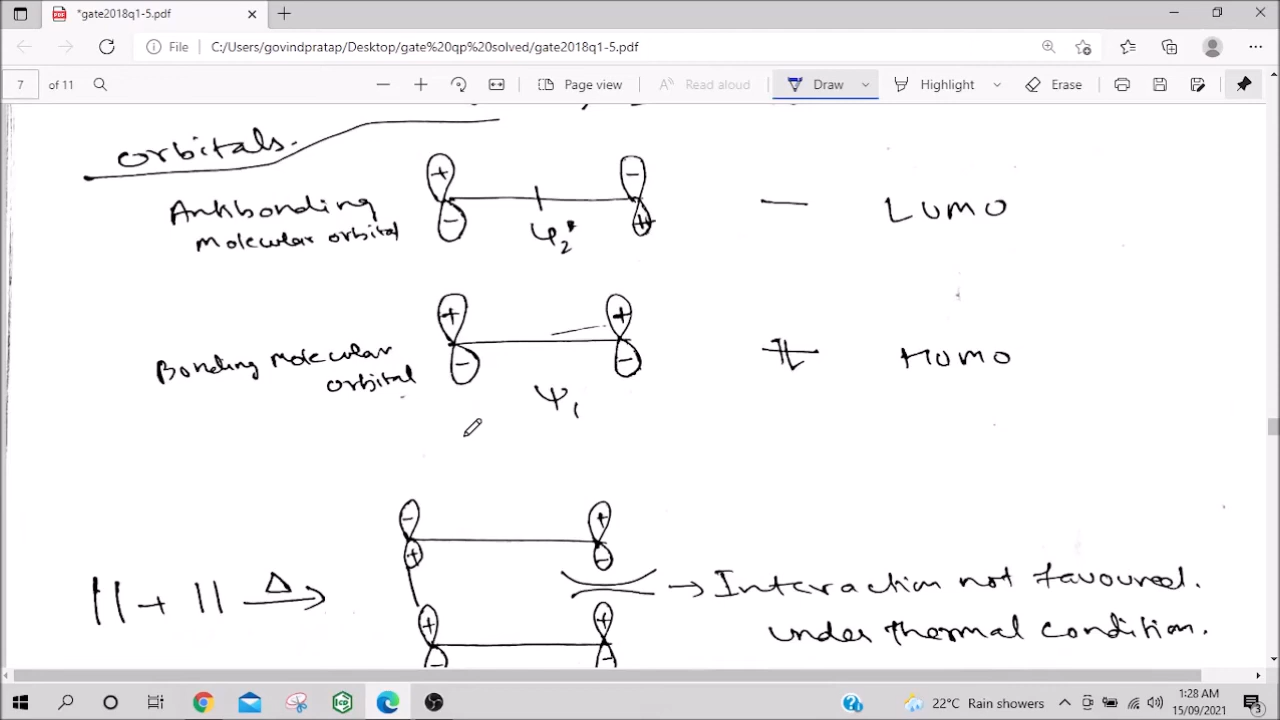 *gate2018q1-5.pdf
File C:/Users/govindpratap/Desktop/gate%20qp%20solved/gate2018q1-5.pdf
7 of 11 Page view Read aloud Draw Highlight Erase
orbitals.
Antibonding
molecular orbital
+ -
- +
ψ2*
LUMO
Bonding molecular
orbital
+ +
- -
ψ1
HOMO
- +
+ -
|| + || Δ → Interaction not favoured.
under thermal condition.
+ +
- -
22°C Rain showers
1:28 AM
15/09/2021
3